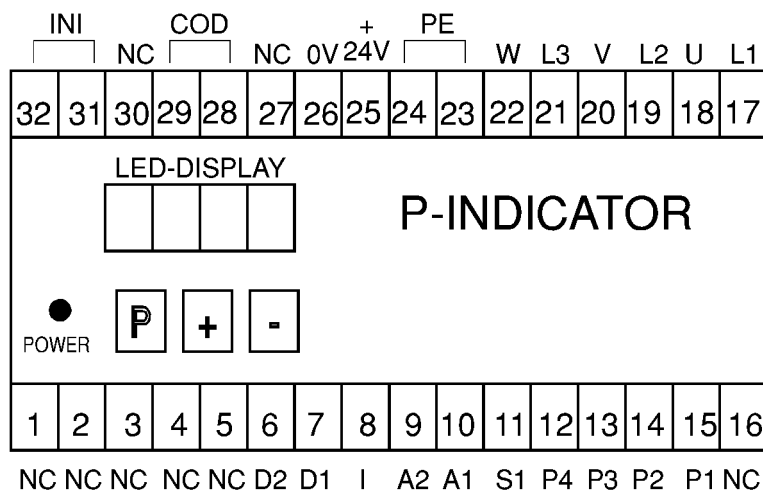 INI COD + PE
NC NC 0V 24V W L3 V L2 U L1
32 31 30 29 28 27 26 25 24 23 22 21 20 19 18 17
LED-DISPLAY
P-INDICATOR
P + -
POWER
1 2 3 4 5 6 7 8 9 10 11 12 13 14 15 16
NC NC NC NC NC D2 D1 I A2 A1 S1 P4 P3 P2 P1 NC